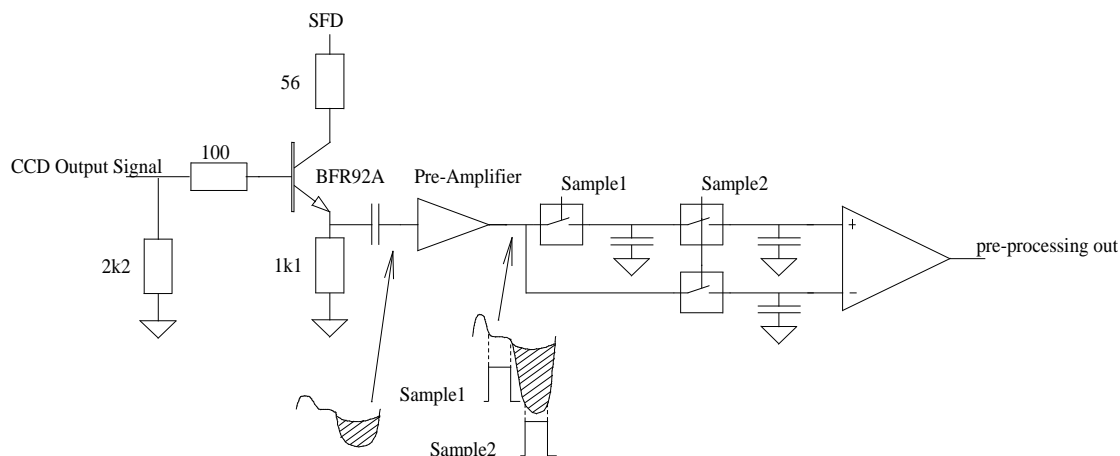 SFD
56
100
CCD Output Signal
BFR92A
Pre-Amplifier
Sample1
Sample2
+
pre-processing out
2k2
1k1
−
Sample1
Sample2